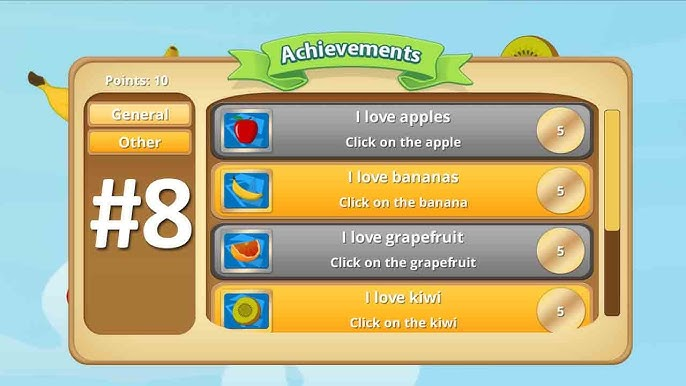 Achievements
Points: 10
General
Other
#8
I love apples
Click on the apple
5
I love bananas
Click on the banana
5
I love grapefruit
Click on the grapefruit
5
I love kiwi
Click on the kiwi
5